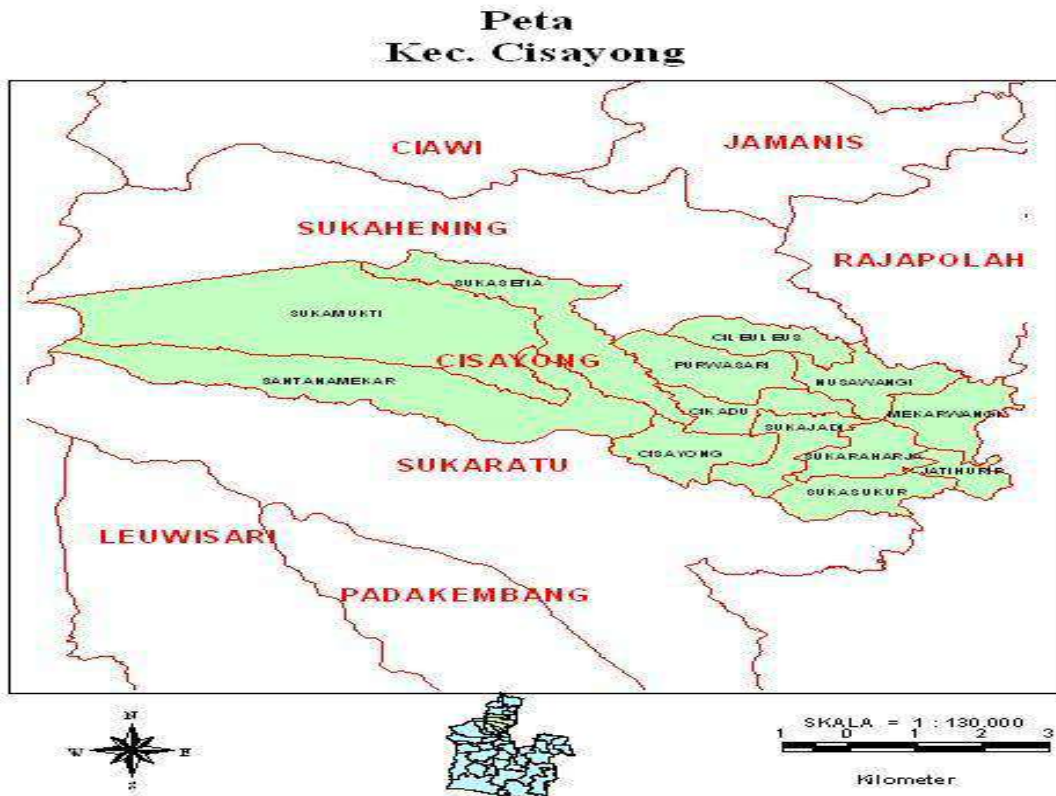 Peta
Kec. Cisayong
CIAWI
JAMANIS
SUKAHENING
RAJAPOLAH
SUKASETIA
SUKAMUKTI
CILEULEUS
CISAYONG
PURWASARI
SANTANAMEKAR
NUSAWANGI
CIKADU
MEKARWANGI
SUKAJADI
CISAYONG
SUKARAHARJA
SUKARATU
JATIHURIP
SUKASUKUR
LEUWISARI
PADAKEMBANG
N
W
E
S
SKALA = 1 : 130.000
1 0 1 2 3
Kilometer